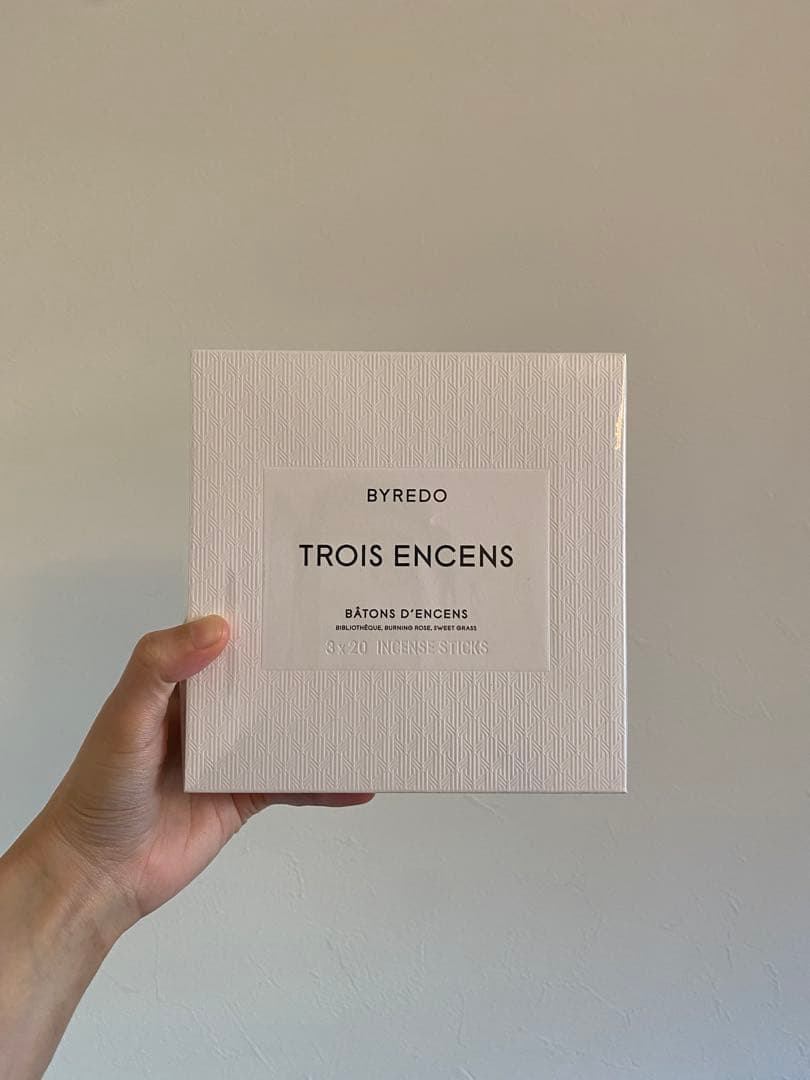 BYREDO
TROIS ENCENS
BÂTONS D'ENCENS
BIBLIOTHÈQUE, BURNING ROSE, SWEET GRASS
3 x 20 INCENSE STICKS